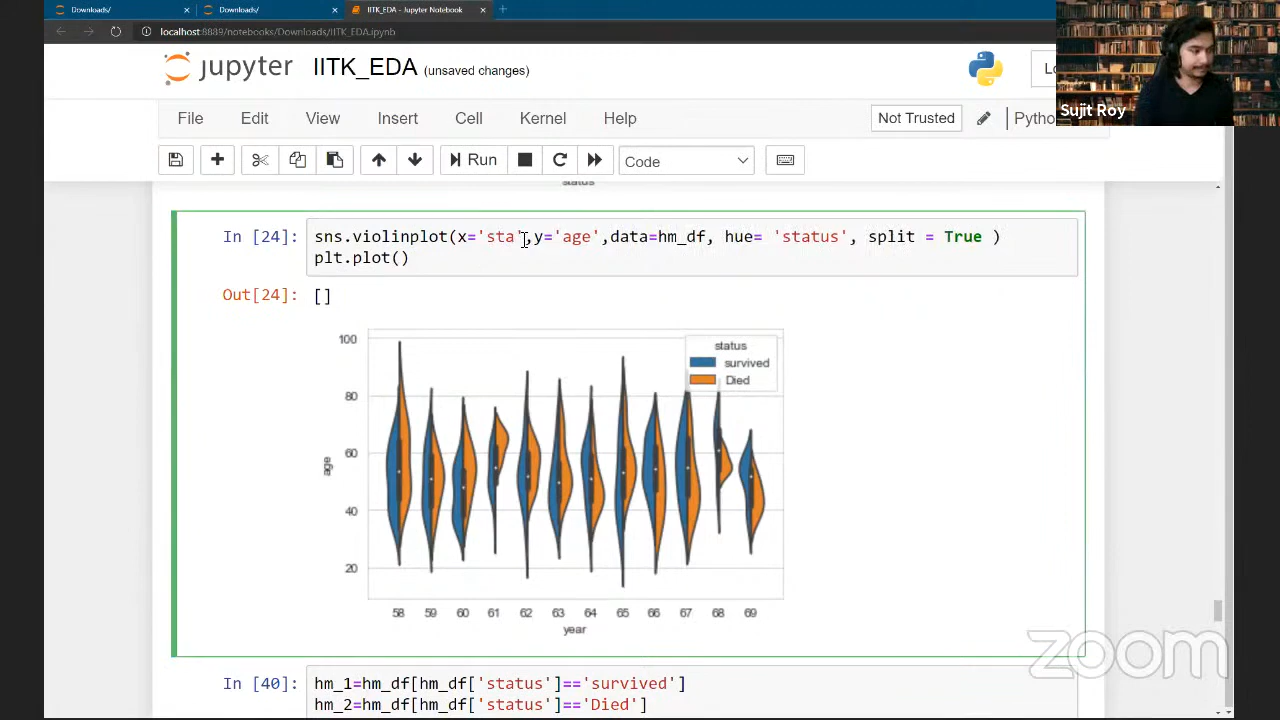 Downloads/ × Downloads/ × IITK_EDA - Jupyter Notebook × +
localhost:8889/notebooks/Downloads/IITK_EDA.ipynb
jupyter IITK_EDA (unsaved changes)
Sujit Roy
File Edit View Insert Cell Kernel Help Not Trusted Python
Run Code
status
In [24]: sns.violinplot(x='sta',y='age',data=hm_df, hue= 'status', split = True )
plt.plot()
Out[24]: []
status
survived
Died
100
80
60
40
20
age
58 59 60 61 62 63 64 65 66 67 68 69
year
zoom
In [40]: hm_1=hm_df[hm_df['status']=='survived']
hm_2=hm_df[hm_df['status']=='Died']